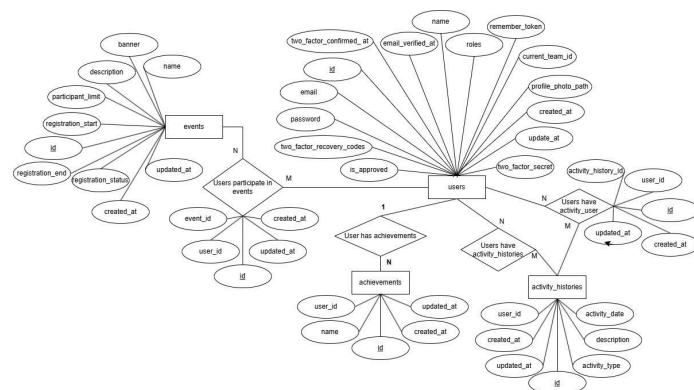 banner
name
description
participant_limit
registration_start
id
registration_end
registration_status
created_at
updated_at
events
N
Users participate in
events
M
event_id
created_at
user_id
updated_at
id
name
two_factor_confirmed_at
email_verified_at
roles
remember_token
current_team_id
id
email
profile_photo_path
created_at
password
update_at
two_factor_recovery_codes
two_factor_secret
is_approved
users
1
User has achievements
N
achievements
user_id
updated_at
name
created_at
id
N
Users have
activity_histories
M
N
Users have
activity_user
M
activity_history_id
user_id
id
updated_at
created_at
activity_histories
user_id
activity_date
created_at
description
updated_at
activity_type
id